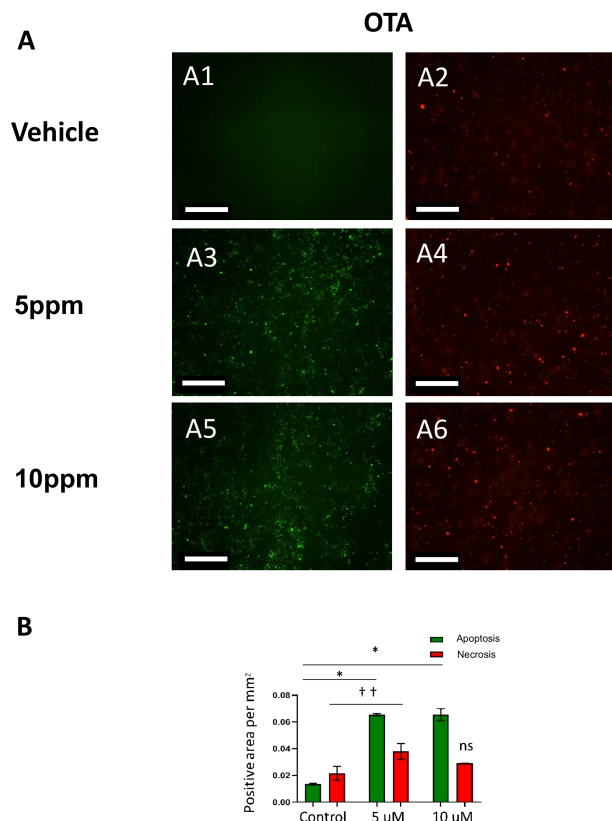 OTA
A
Vehicle
A1
A2
5ppm
A3
A4
10ppm
A5
A6
B
Apoptosis
Necrosis
*
*
† †
ns
Positive area per mm²
0.08
0.06
0.04
0.02
0.00
Control 5 uM 10 uM